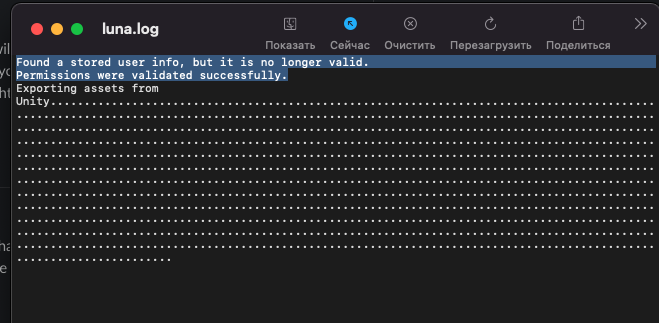 luna.log
Показать
Сейчас
Очистить
Перезагрузить
Поделиться
Found a stored user info, but it is no longer valid.
Permissions were validated successfully.
Exporting assets from
Unity.......................................................................................
............................................................................................
............................................................................................
............................................................................................
............................................................................................
............................................................................................
............................................................................................
............................................................................................
............................................................................................
............................................................................................
............................................................................................
............................................................................................
.......................